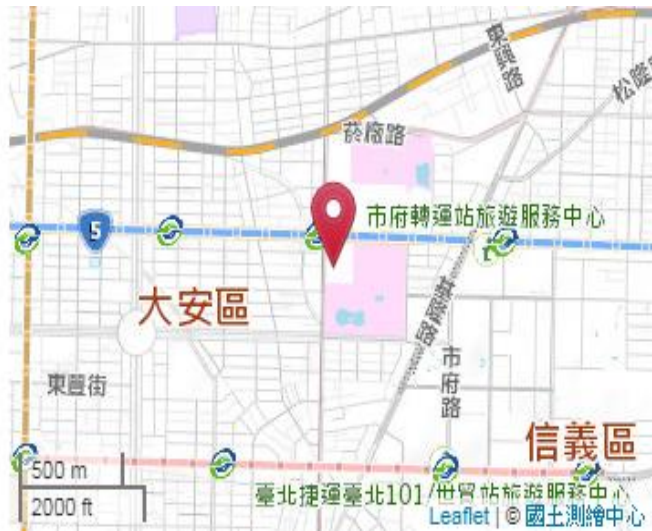 東興路
松隆
菸廠路
市府轉運站旅遊服務中心
5
大安區
基隆路
市府路
東豐街
信義區
500 m
2000 ft
臺北捷運臺北101/世貿站旅遊服務中心
Leaflet | © 國土測繪中心